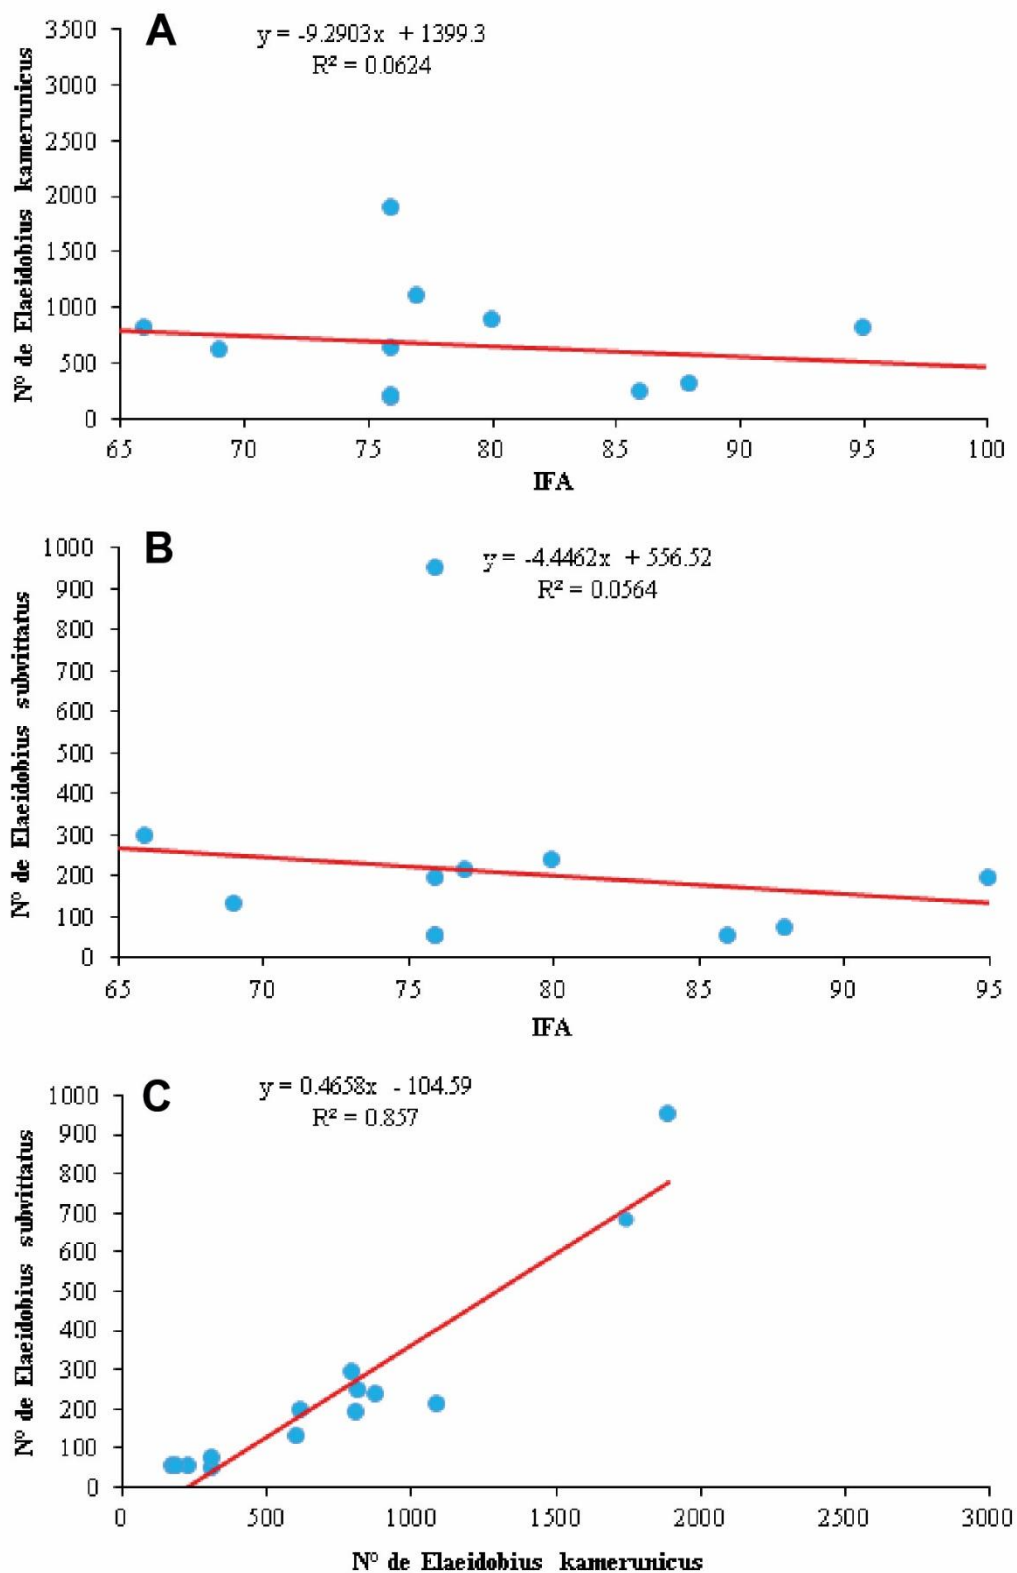 A
y = -9.2903x + 1399.3
R² = 0.0624
3500
3000
2500
2000
1500
1000
500
0
Nº de Elaeidobius kamerunicus
65 70 75 80 85 90 95 100
IFA
B
y = -4.4462x + 556.52
R² = 0.0564
1000
900
800
700
600
500
400
300
200
100
0
Nº de Elaeidobius subvittatus
65 70 75 80 85 90 95
IFA
C
y = 0.4658x - 104.59
R² = 0.857
1000
900
800
700
600
500
400
300
200
100
0
Nº de Elaeidobius subvittatus
0 500 1000 1500 2000 2500 3000
Nº de Elaeidobius kamerunicus